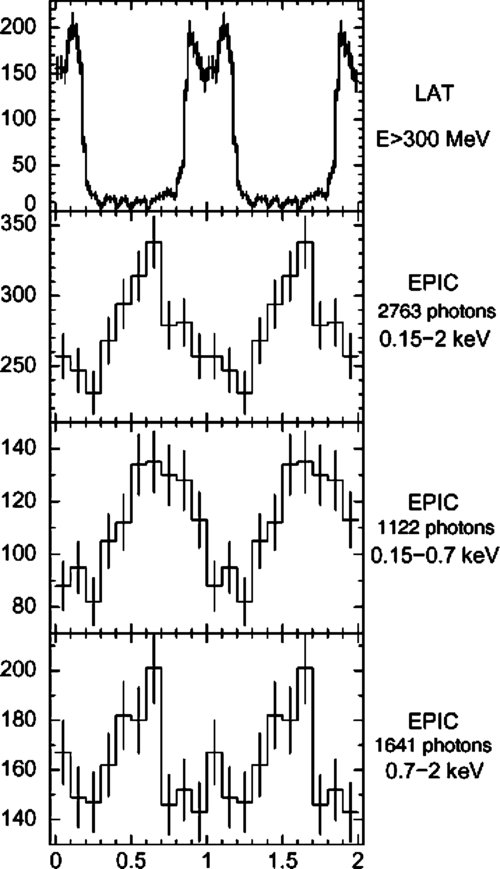 200
150
100
50
0
LAT
E>300 MeV
350
300
250
EPIC
2763 photons
0.15−2 keV
140
120
100
80
EPIC
1122 photons
0.15−0.7 keV
200
180
160
140
EPIC
1641 photons
0.7−2 keV
0 0.5 1 1.5 2